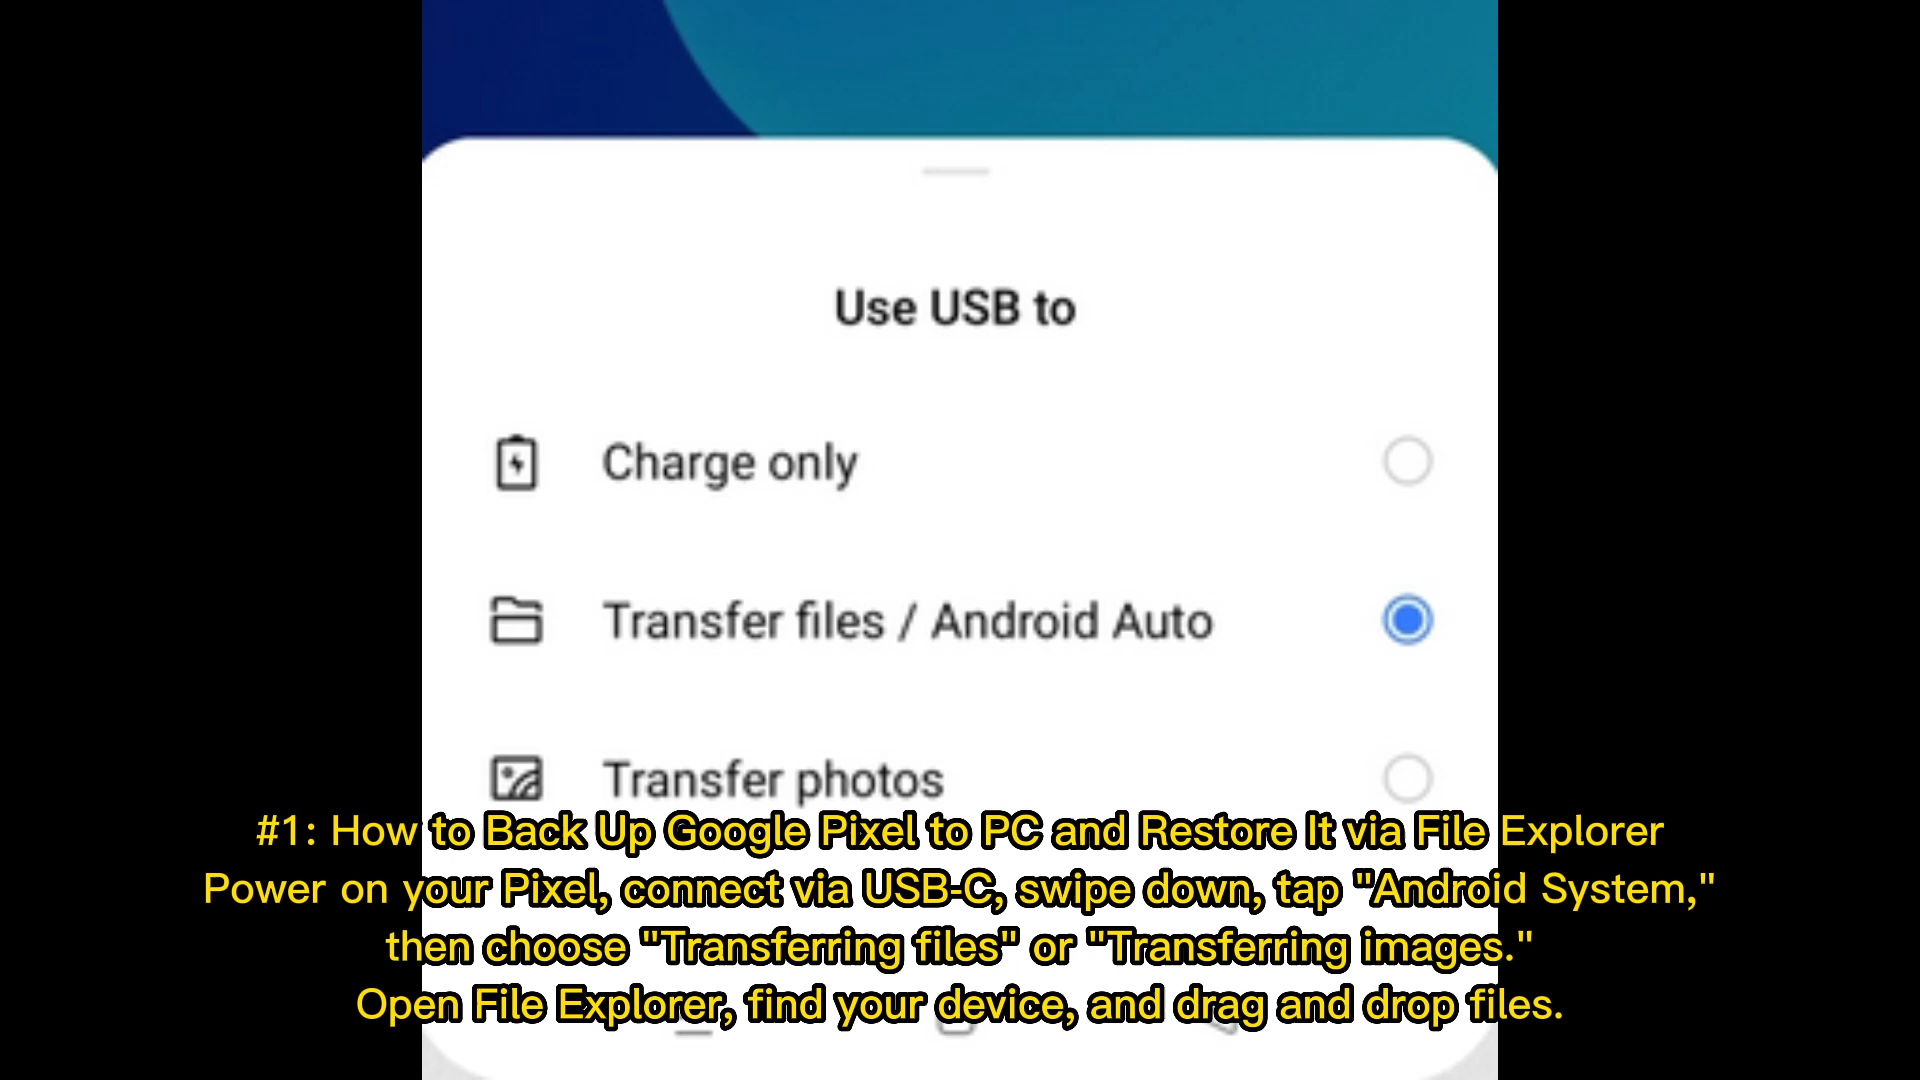 Use USB to
Charge only
Transfer files / Android Auto
Transfer photos
#1: How to Back Up Google Pixel to PC and Restore It via File Explorer
Power on your Pixel, connect via USB-C, swipe down, tap "Android System,"
then choose "Transferring files" or "Transferring images."
Open File Explorer, find your device, and drag and drop files.